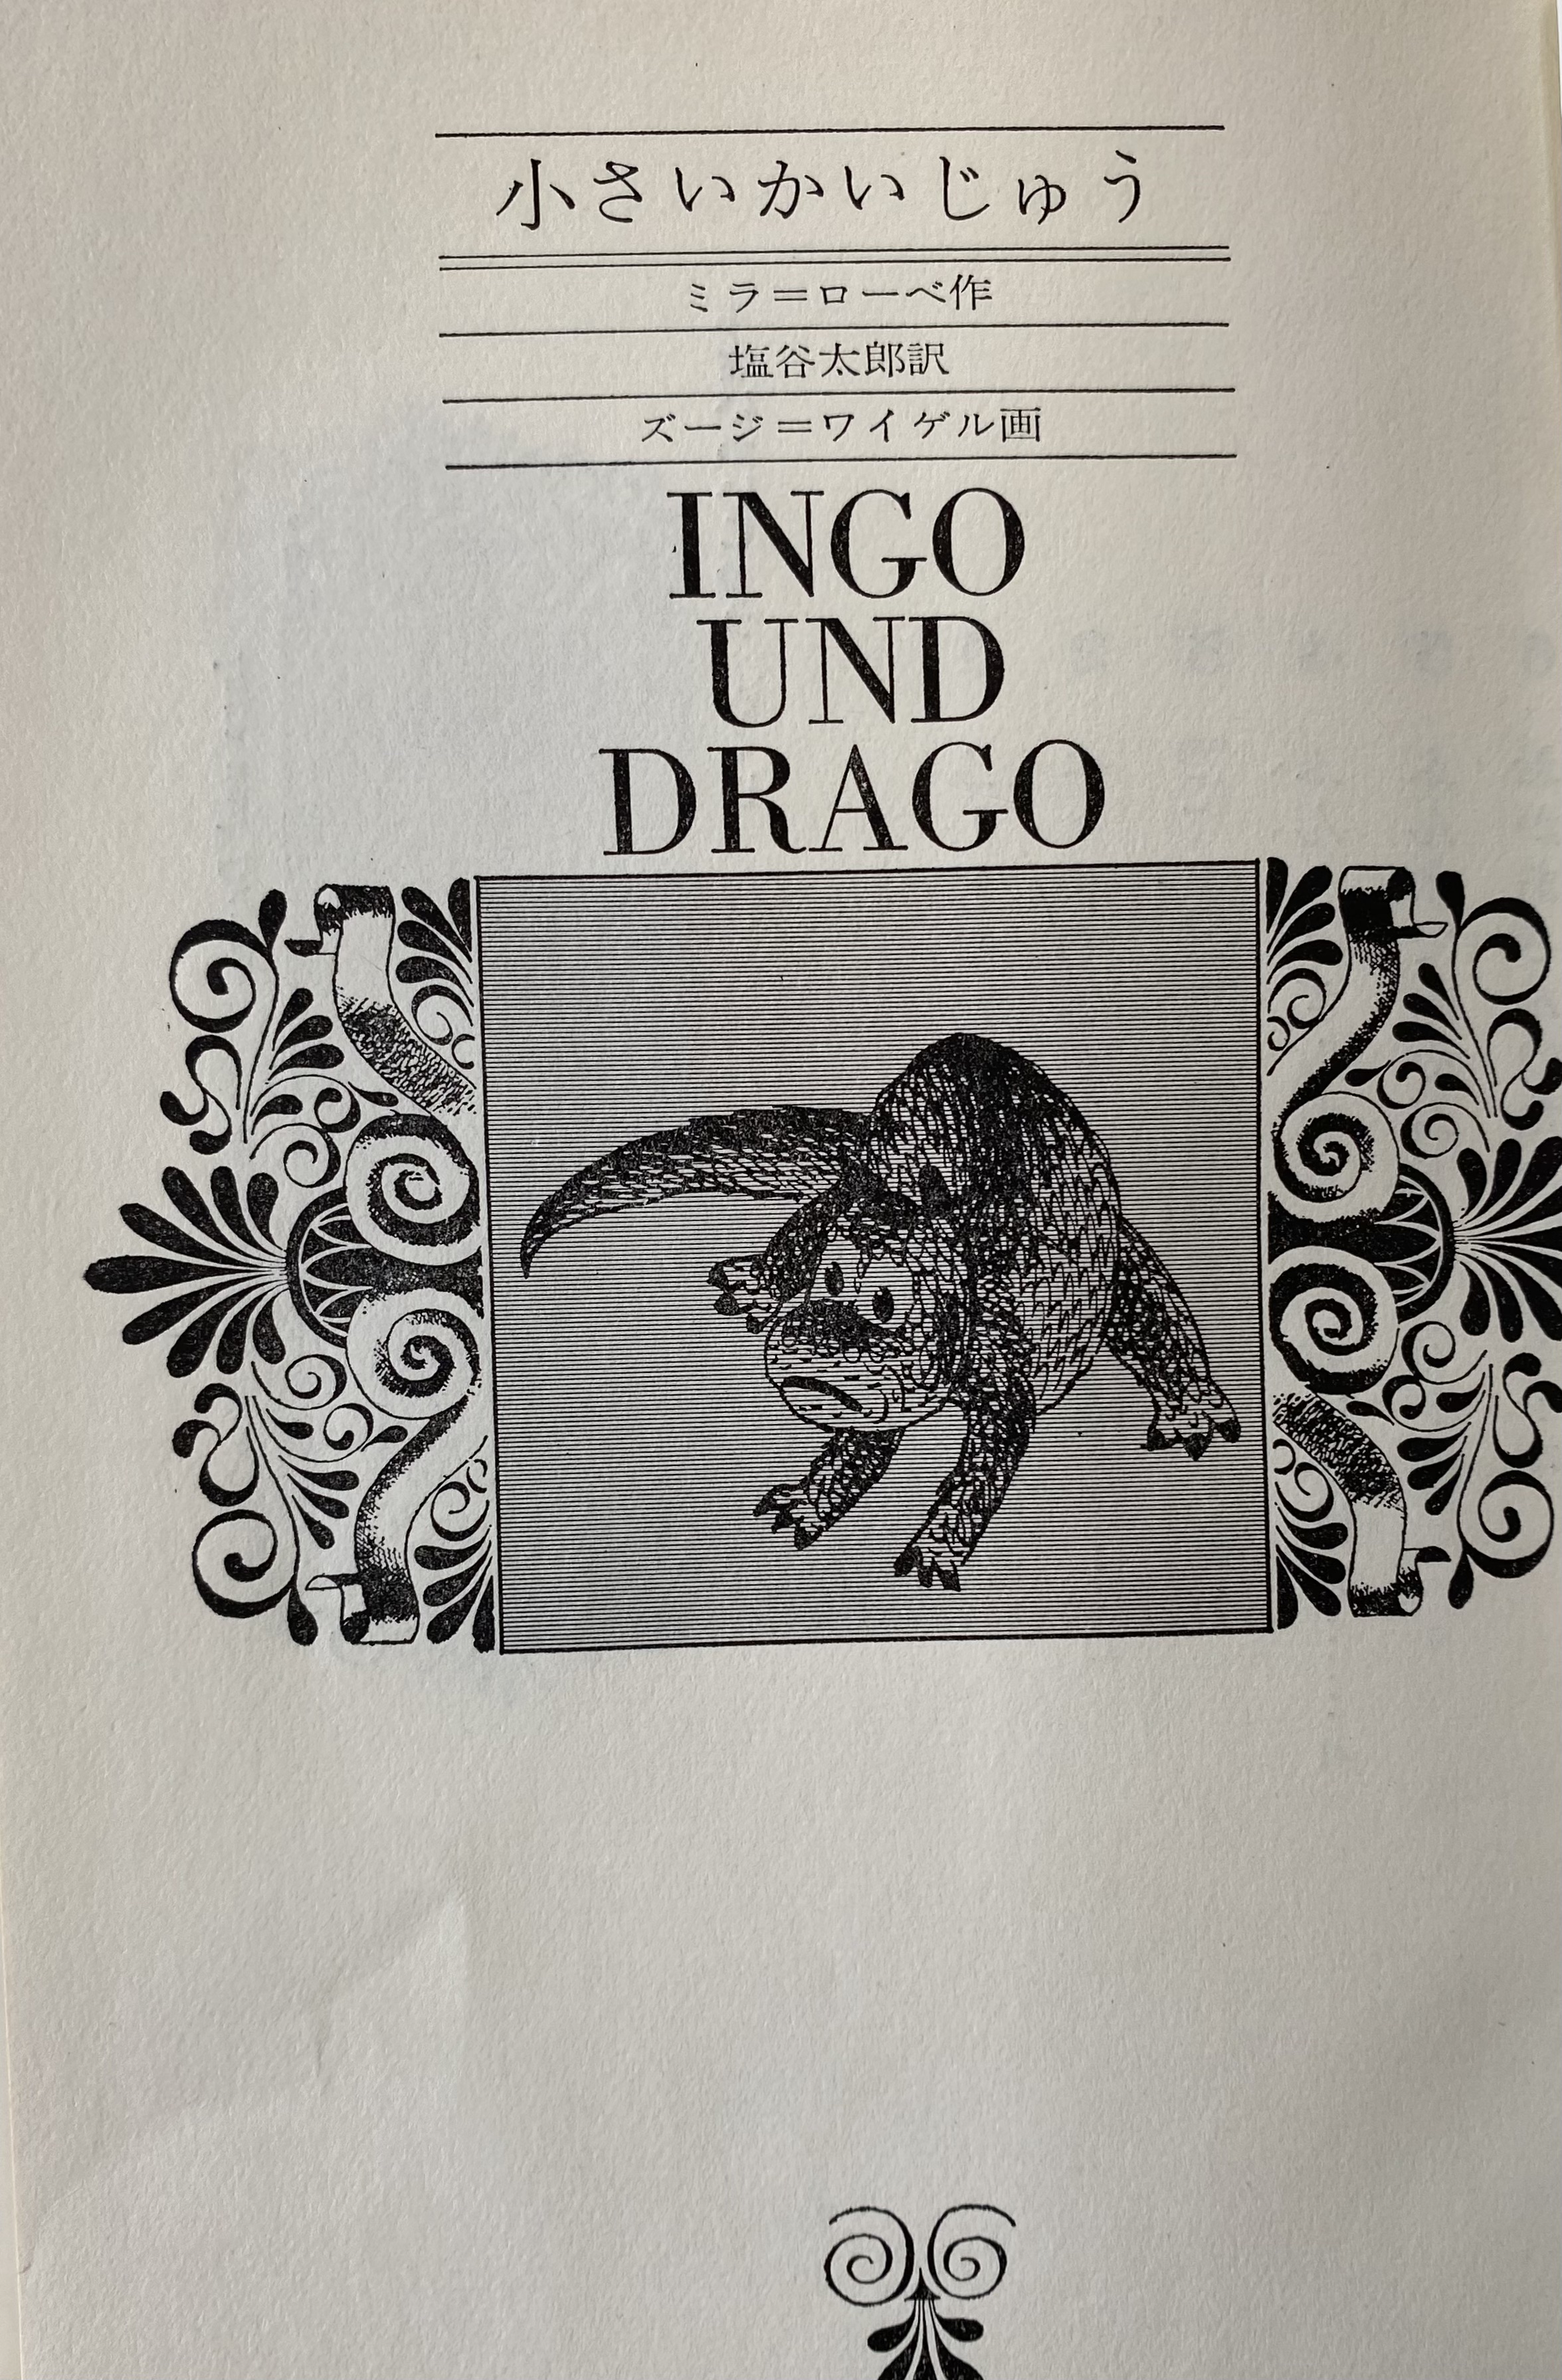 小さいかいじゅう
ミラ＝ローベ作
塩谷太郎訳
ズージ＝ワイゲル画
INGO
UND
DRAGO